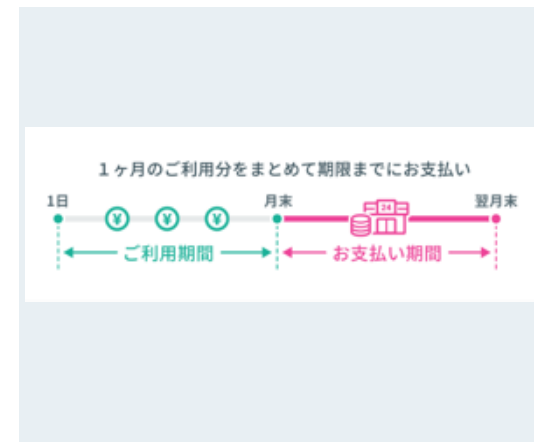 １ヶ月のご利用分をまとめて期限までにお支払い
1日 月末 翌月末
¥ ¥ ¥ 24
ご利用期間 お支払い期間